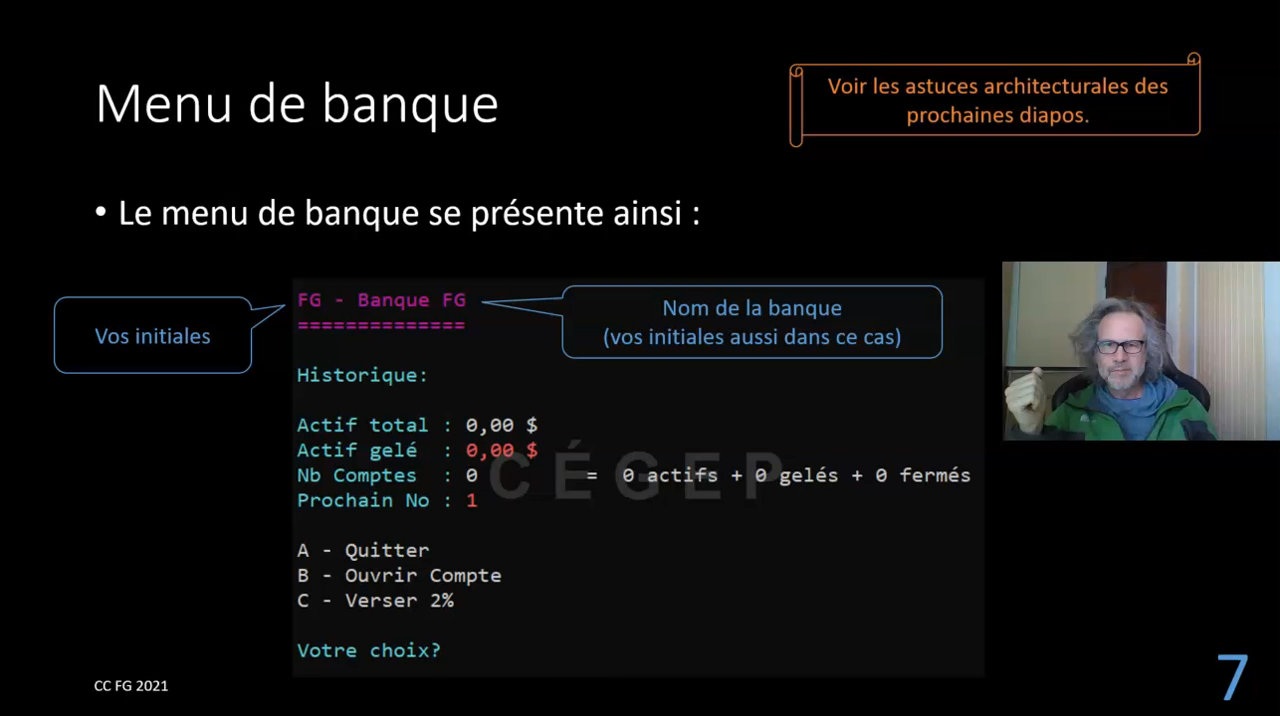 Menu de banque
Voir les astuces architecturales des
prochaines diapos.
• Le menu de banque se présente ainsi :
Vos initiales
FG - Banque FG
==============
Nom de la banque
(vos initiales aussi dans ce cas)
Historique:
Actif total : 0,00 $
Actif gelé : 0,00 $
Nb Comptes : 0 = 0 actifs + 0 gelés + 0 fermés
Prochain No : 1
CÉGEP
A - Quitter
B - Ouvrir Compte
C - Verser 2%
Votre choix?
CC FG 2021
7